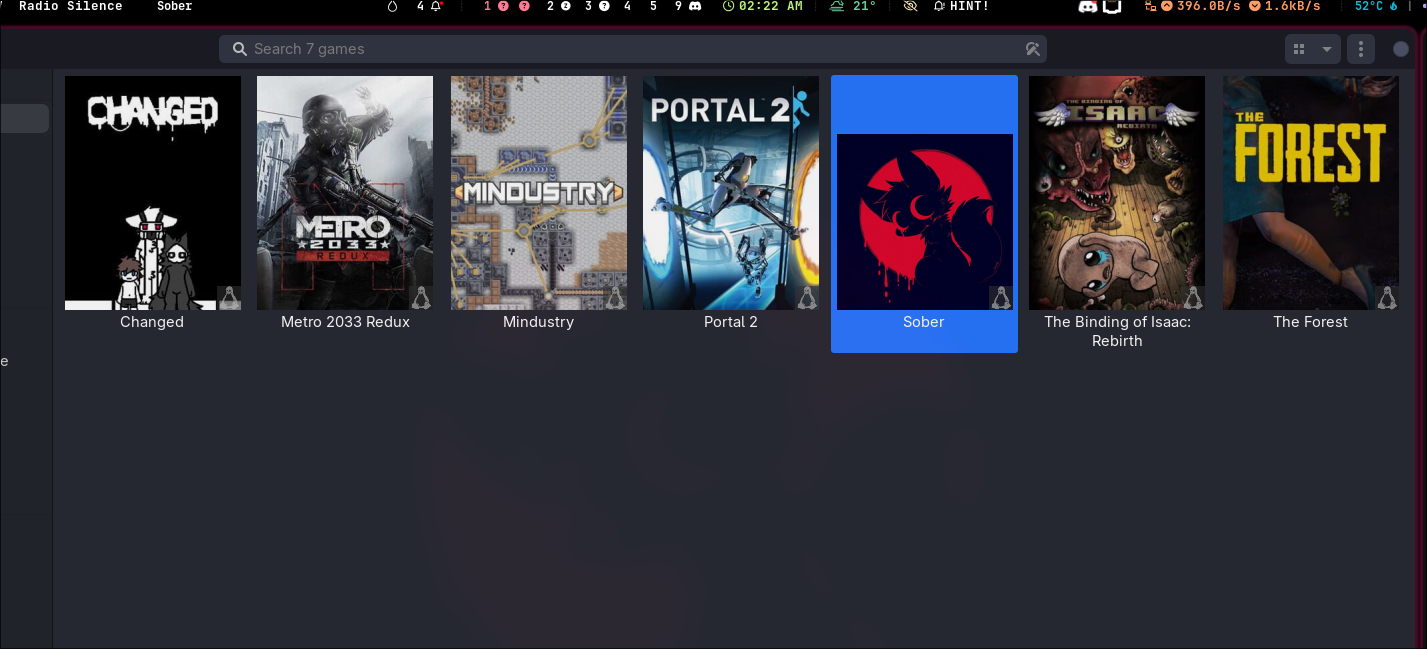 Radio Silence Sober 4 1 2 3 4 5 9 02:22 AM 21° HINT! 396.0B/s 1.6kB/s 52°C
Search 7 games
CHANGED
METRO
2033
REDUX
MINDUSTRY
PORTAL 2
THE BINDING OF
ISAAC
REBIRTH
THE
FOREST
Changed
Metro 2033 Redux
Mindustry
Portal 2
Sober
The Binding of Isaac:
Rebirth
The Forest
e